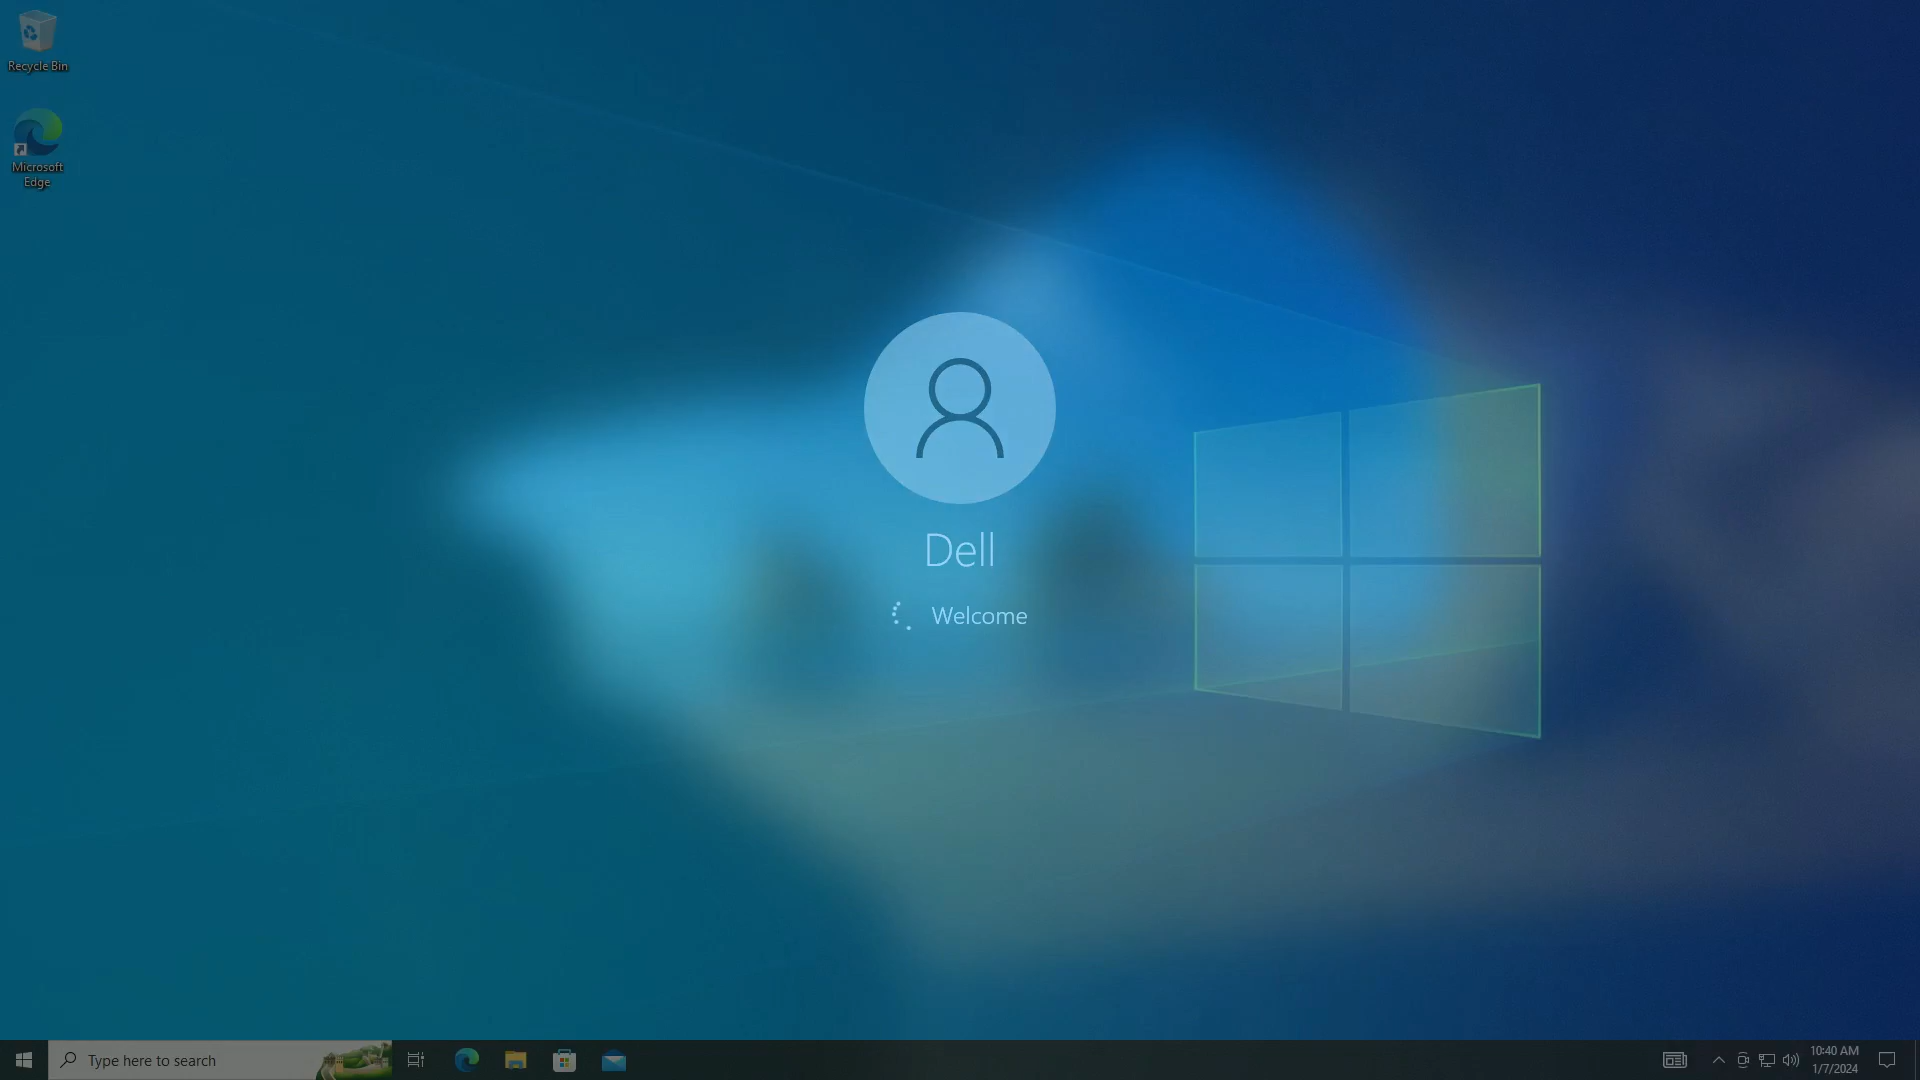 Recycle Bin
Microsoft
Edge
Dell
Welcome
Type here to search
10:40 AM
1/7/2024